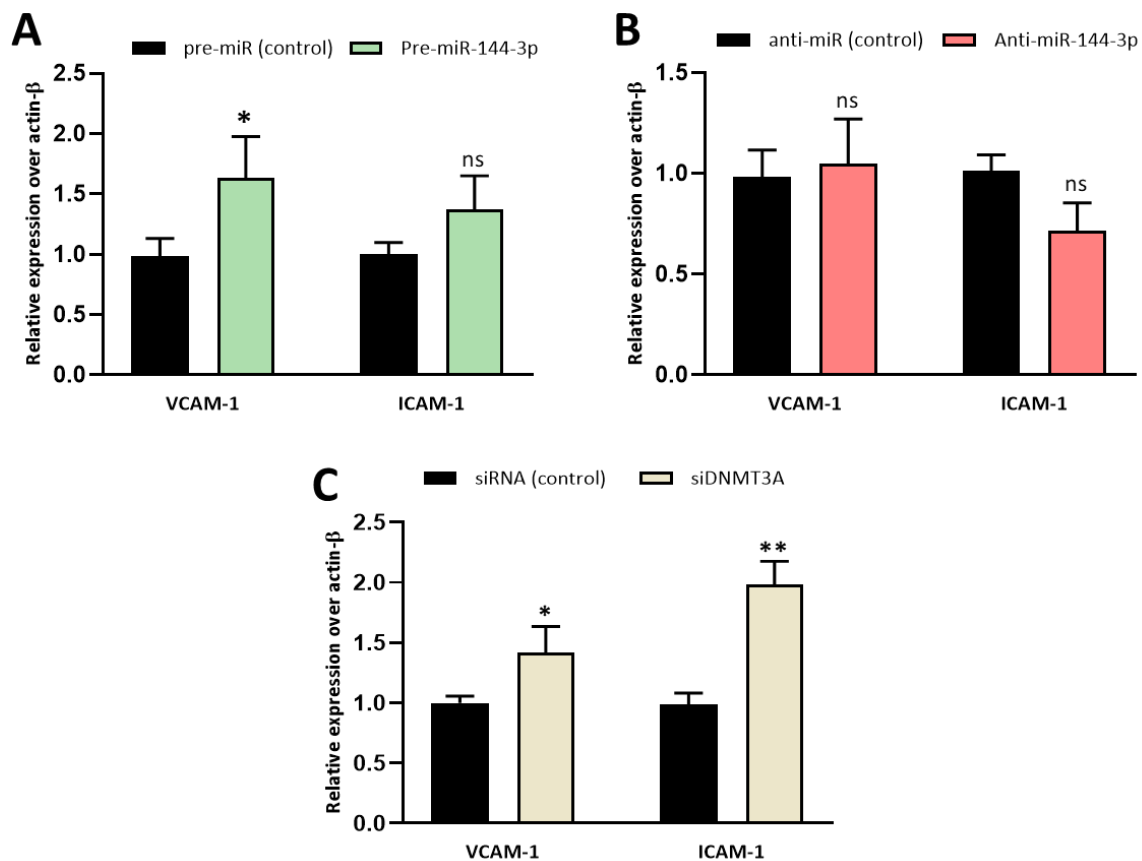 A
pre-miR (control) Pre-miR-144-3p
Relative expression over actin-β
2.5
2.0
1.5
1.0
0.5
0.0
*
ns
VCAM-1 ICAM-1
B
anti-miR (control) Anti-miR-144-3p
Relative expression over actin-β
1.5
1.0
0.5
0.0
ns
ns
VCAM-1 ICAM-1
C
siRNA (control) siDNMT3A
Relative expression over actin-β
2.5
2.0
1.5
1.0
0.5
0.0
*
**
VCAM-1 ICAM-1